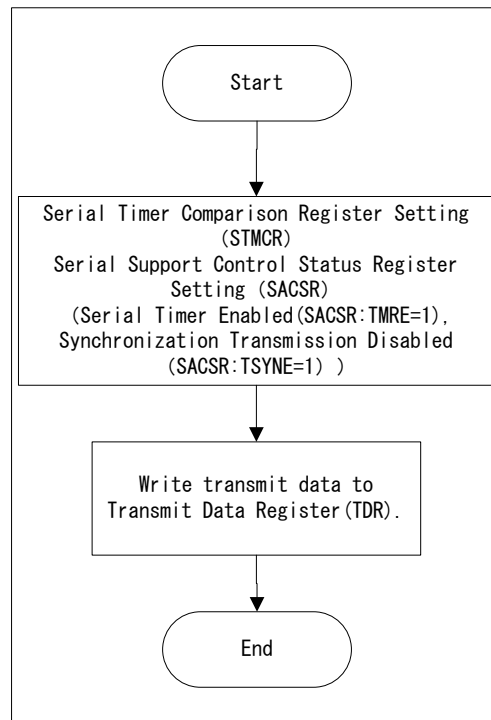 Start
Serial Timer Comparison Register Setting
(STMCR)
Serial Support Control Status Register
Setting (SACSR)
(Serial Timer Enabled(SACSR:TMRE=1),
Synchronization Transmission Disabled
(SACSR:TSYNE=1) )
Write transmit data to
Transmit Data Register(TDR).
End